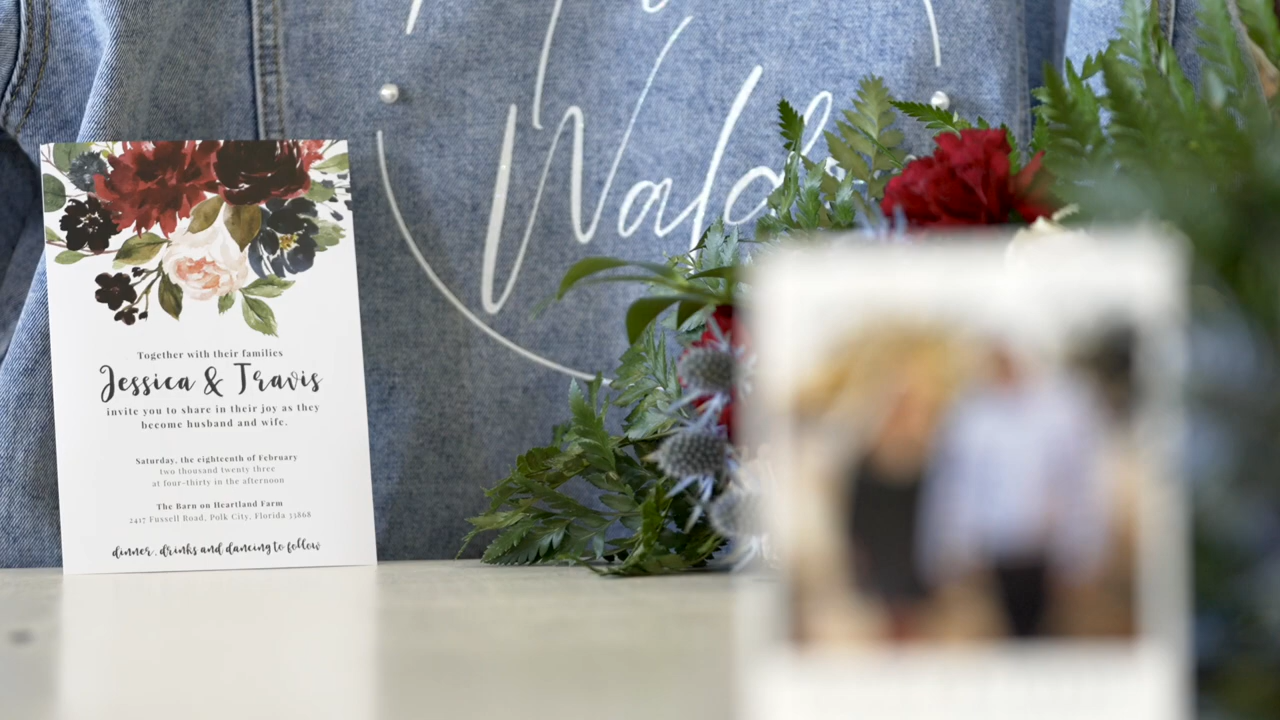 Together with their families
Jessica & Travis
invite you to share in their joy as they
become husband and wife.
Saturday, the eighteenth of February
two thousand twenty three
at four-thirty in the afternoon
The Barn on Heartland Farm
2417 Fussell Road, Polk City, Florida 33868
dinner, drinks and dancing to follow